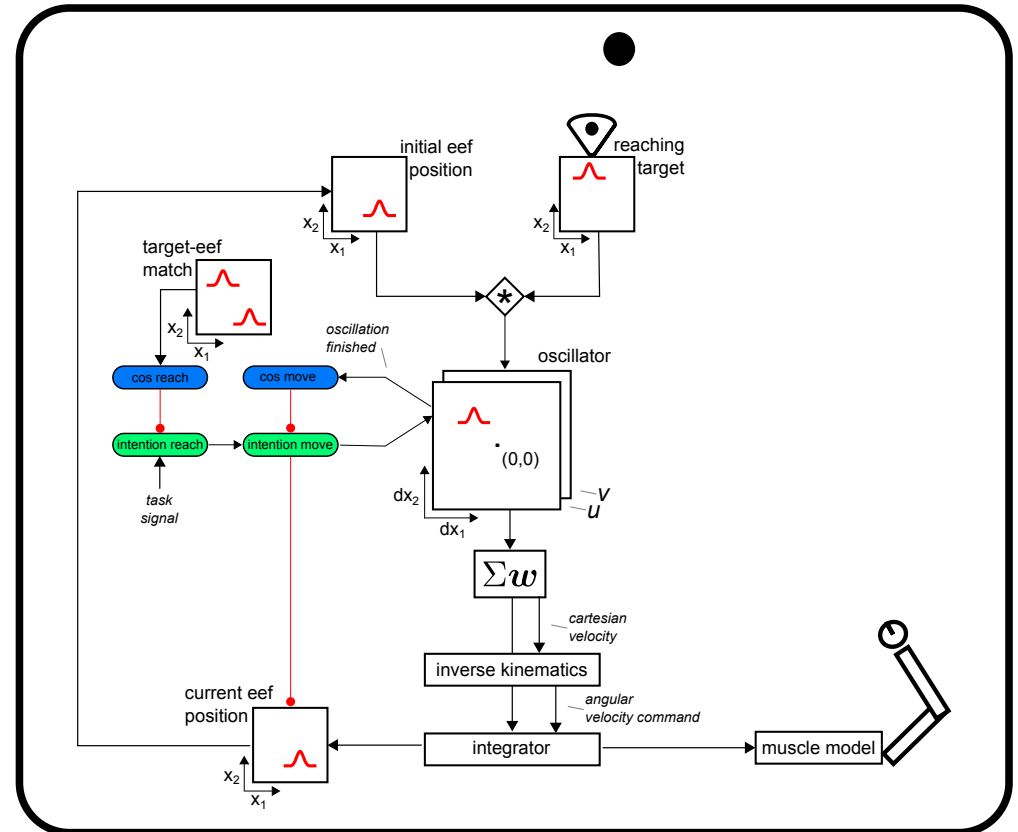 initial eef
position
reaching
target
x₂
x₁
x₂
x₁
*
target-eef
match
x₂
x₁
oscillation
finished
oscillator
cos reach
cos move
intention reach
intention move
(0,0)
task
signal
dx₂
dx₁
v
u
Σw
cartesian
velocity
inverse kinematics
angular
velocity command
current eef
position
integrator
muscle model
x₂
x₁